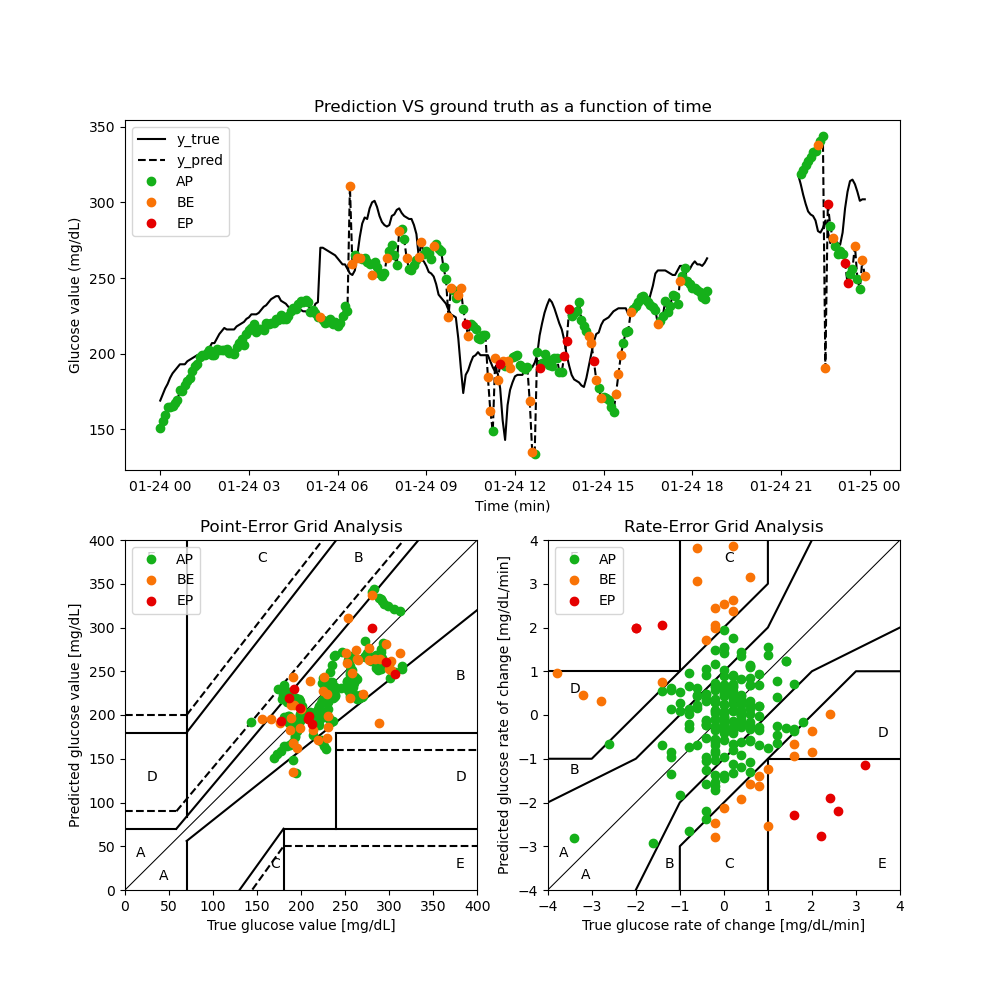 Prediction VS ground truth as a function of time
Glucose value (mg/dL)
350
300
250
200
150
y_true
y_pred
AP
BE
EP
01-24 00 01-24 03 01-24 06 01-24 09 01-24 12 01-24 15 01-24 18 01-24 21 01-25 00
Time (min)
Point-Error Grid Analysis
Predicted glucose value [mg/dL]
400
350
300
250
200
150
100
50
0
AP
BE
EP
C
B
B
D
D
A
A
C
E
0 50 100 150 200 250 300 350 400
True glucose value [mg/dL]
Rate-Error Grid Analysis
Predicted glucose rate of change [mg/dL/min]
4
3
2
1
0
−1
−2
−3
−4
AP
BE
EP
C
D
D
B
A
A
B
C
E
−4 −3 −2 −1 0 1 2 3 4
True glucose rate of change [mg/dL/min]